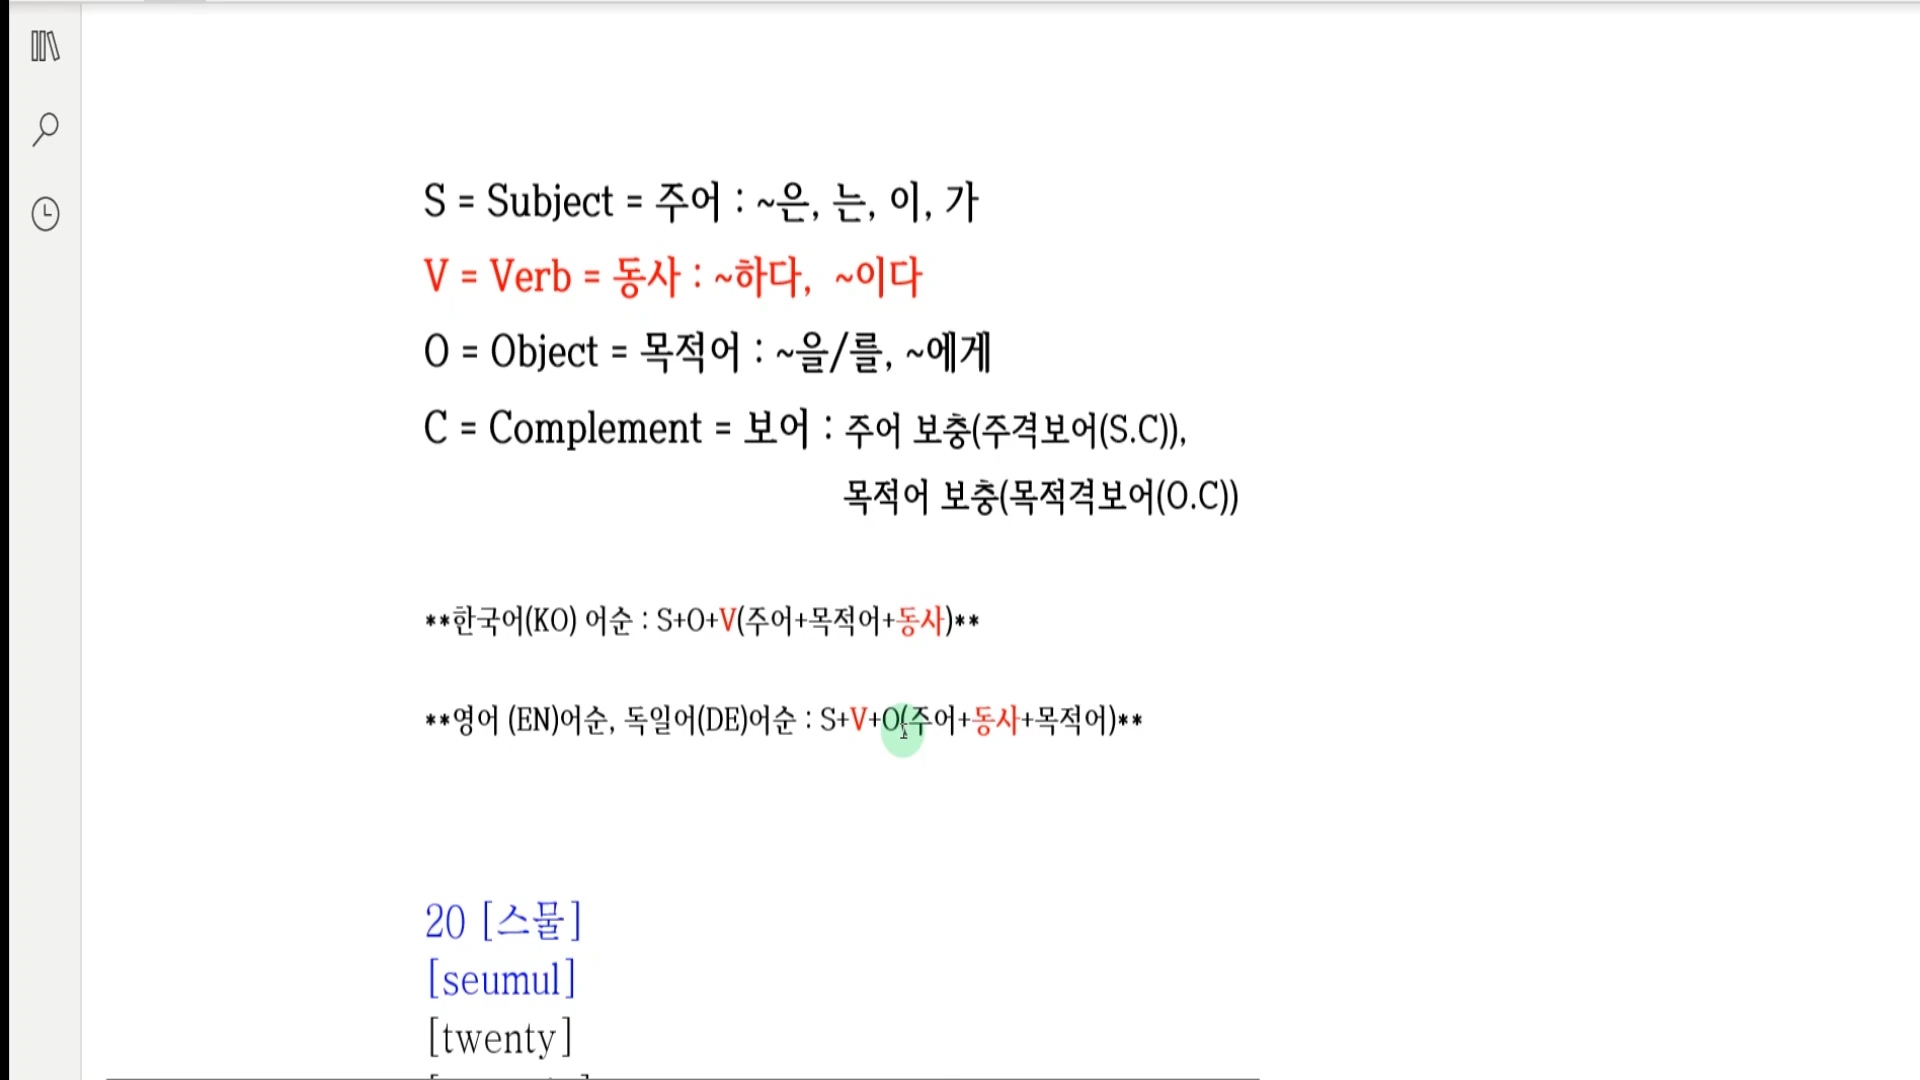 S = Subject = 주어 : ~은, 는, 이, 가
V = Verb = 동사 : ~하다, ~이다
O = Object = 목적어 : ~을/를, ~에게
C = Complement = 보어 : 주어 보충(주격보어(S.C)),
목적어 보충(목적격보어(O.C))
**한국어(KO) 어순 : S+O+V(주어+목적어+동사)**
**영어 (EN)어순, 독일어(DE)어순 : S+V+O(주어+동사+목적어)**
20 [스물]
[seumul]
[twenty]